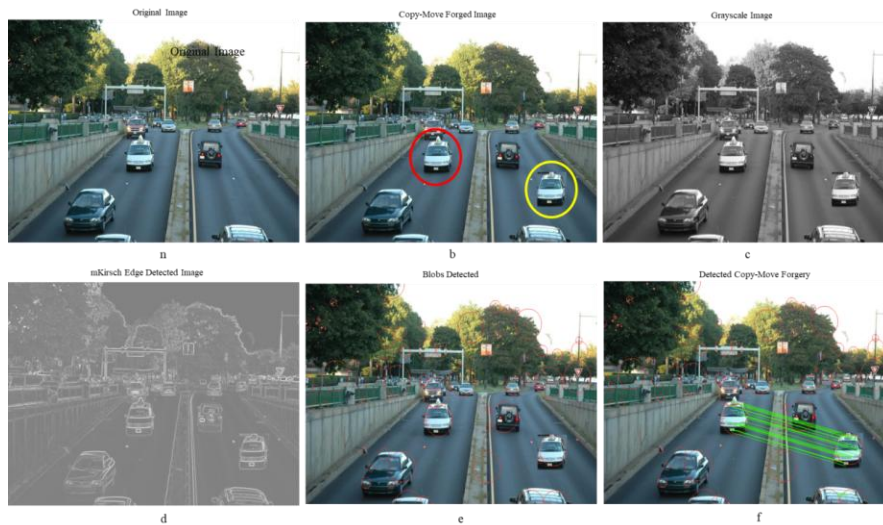 Original Image
Copy-Move Forged Image
Grayscale Image
Original Image
n
b
c
mKirsch Edge Detected Image
Blobs Detected
Detected Copy-Move Forgery
d
e
f